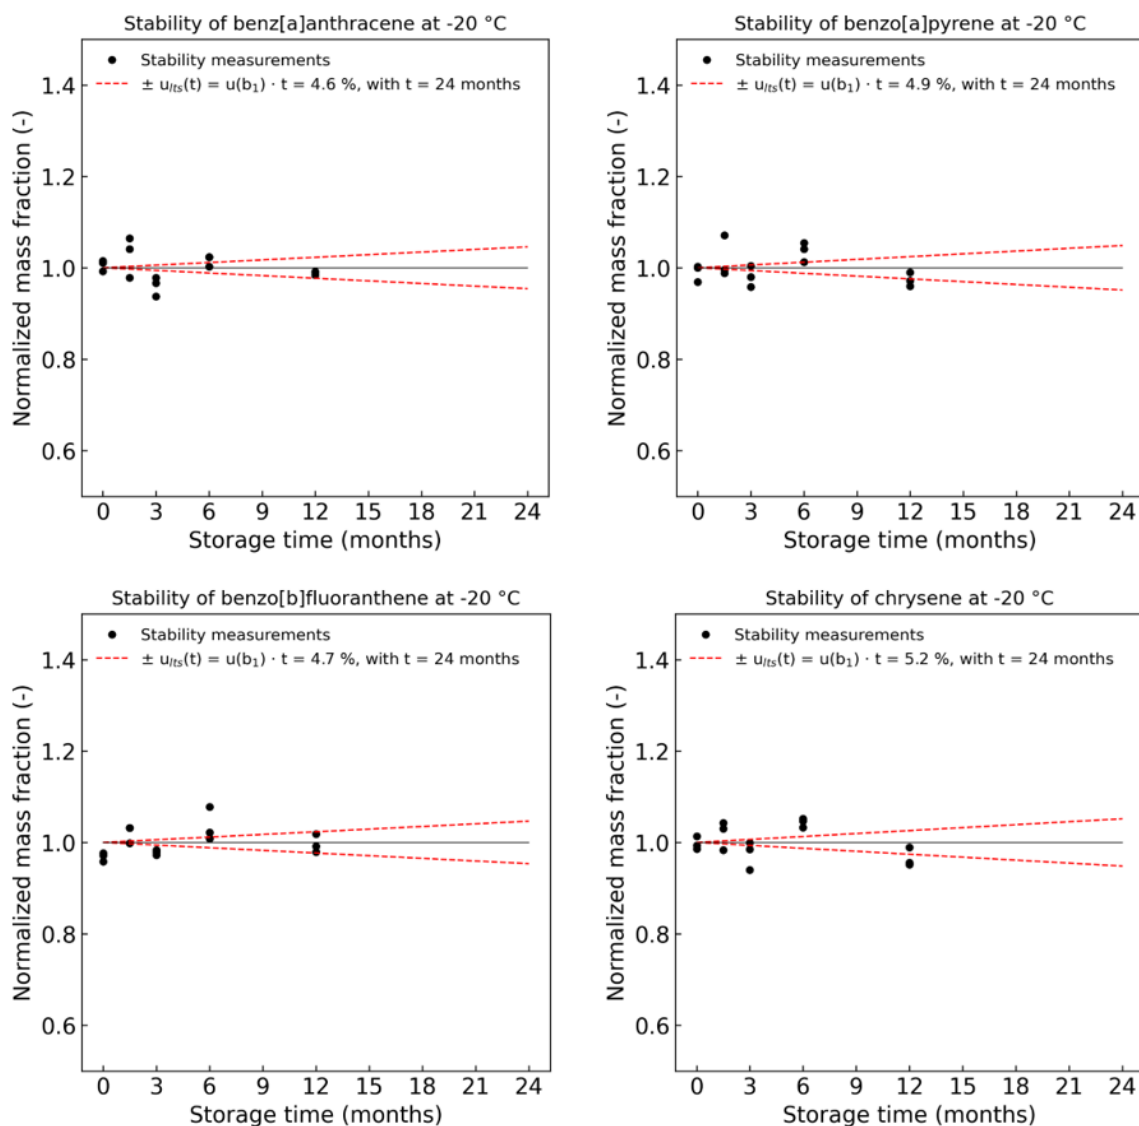 Stability of benz[a]anthracene at -20 °C
Stability measurements
± u_lts(t) = u(b₁) · t = 4.6 %, with t = 24 months
Normalized mass fraction (-)
1.4
1.2
1.0
0.8
0.6
0 3 6 9 12 15 18 21 24
Storage time (months)
Stability of benzo[a]pyrene at -20 °C
Stability measurements
± u_lts(t) = u(b₁) · t = 4.9 %, with t = 24 months
Normalized mass fraction (-)
1.4
1.2
1.0
0.8
0.6
0 3 6 9 12 15 18 21 24
Storage time (months)
Stability of benzo[b]fluoranthene at -20 °C
Stability measurements
± u_lts(t) = u(b₁) · t = 4.7 %, with t = 24 months
Normalized mass fraction (-)
1.4
1.2
1.0
0.8
0.6
0 3 6 9 12 15 18 21 24
Storage time (months)
Stability of chrysene at -20 °C
Stability measurements
± u_lts(t) = u(b₁) · t = 5.2 %, with t = 24 months
Normalized mass fraction (-)
1.4
1.2
1.0
0.8
0.6
0 3 6 9 12 15 18 21 24
Storage time (months)